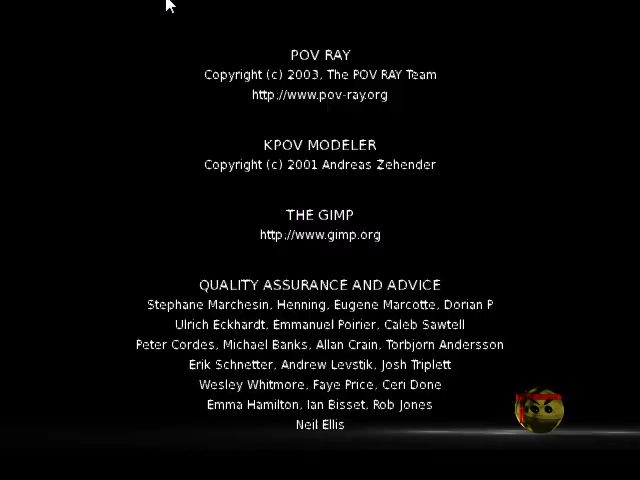 POV RAY
Copyright (c) 2003, The POV RAY Team
http://www.pov-ray.org
KPOV MODELER
Copyright (c) 2001 Andreas Zehender
THE GIMP
http://www.gimp.org
QUALITY ASSURANCE AND ADVICE
Stephane Marchesin, Henning, Eugene Marcotte, Dorian P
Ulrich Eckhardt, Emmanuel Poirier, Caleb Sawtell
Peter Cordes, Michael Banks, Allan Crain, Torbjorn Andersson
Erik Schnetter, Andrew Levstik, Josh Triplett
Wesley Whitmore, Faye Price, Ceri Done
Emma Hamilton, Ian Bisset, Rob Jones
Neil Ellis